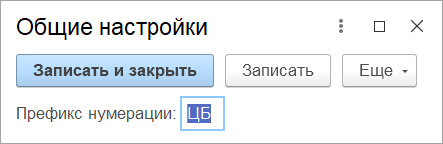 Общие настройки
Записать и закрыть Записать Еще
Префикс нумерации: ЦБ